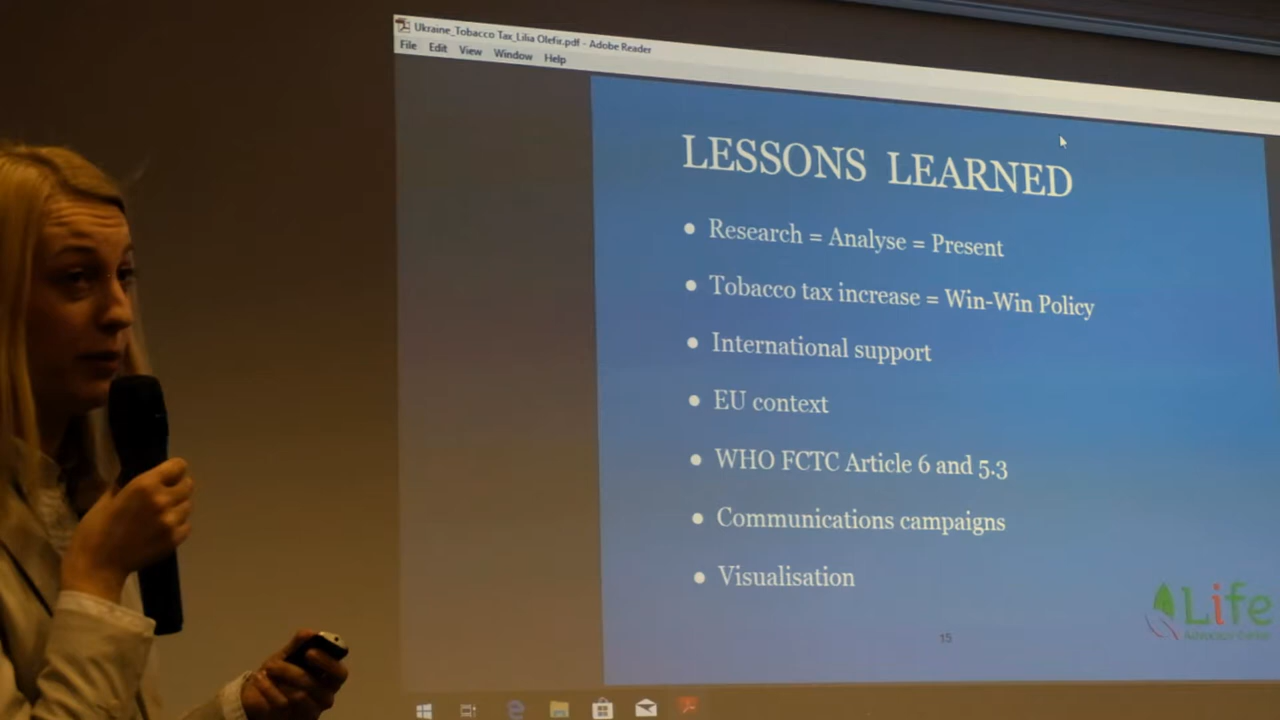 Ukraine_Tobacco Tax_Lilia Olefir.pdf - Adobe Reader
File Edit View Window Help
LESSONS LEARNED
• Research = Analyse = Present
• Tobacco tax increase = Win-Win Policy
• International support
• EU context
• WHO FCTC Article 6 and 5.3
• Communications campaigns
• Visualisation
15
Life
Advocacy Center